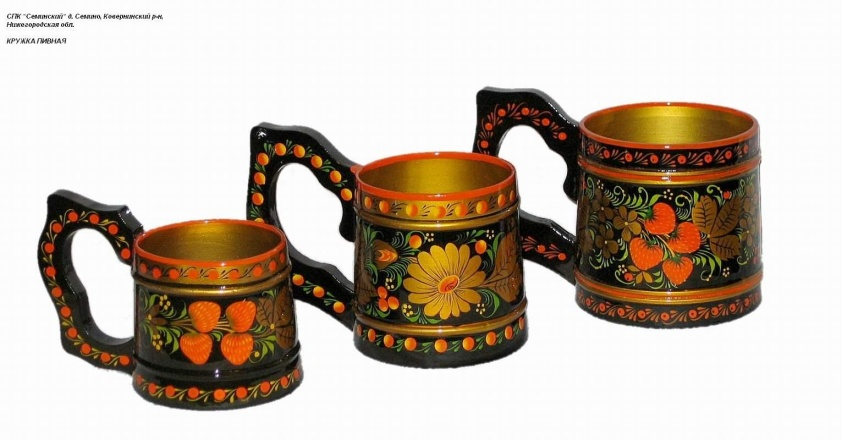 СПК "Семинский" д. Семино, Ковернинский р-н,
Нижегородская обл.
КРУЖКА ПИВНАЯ